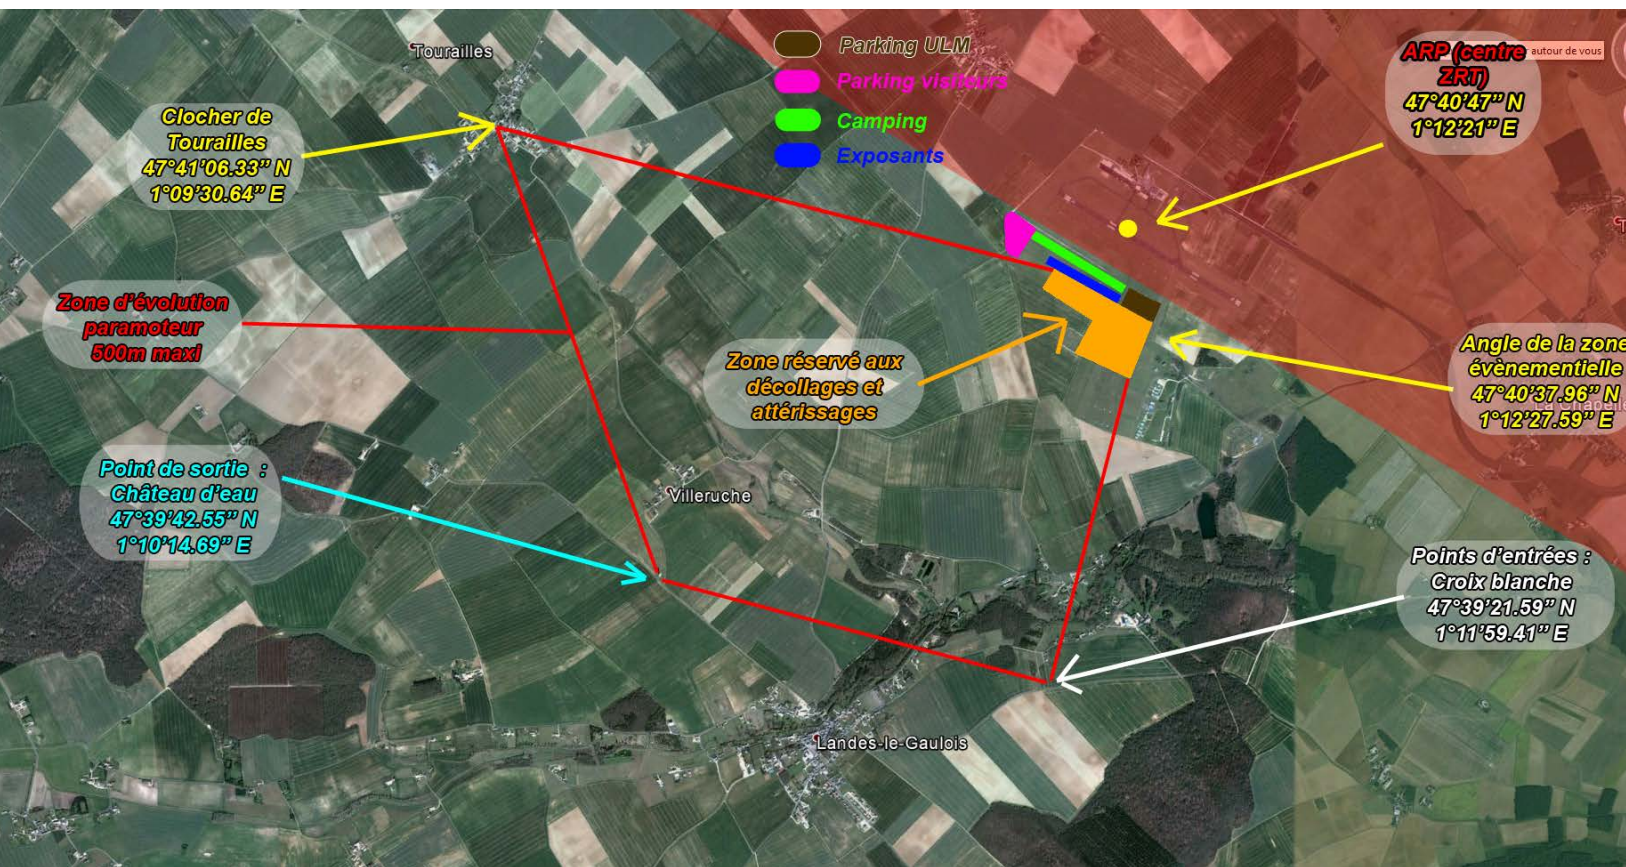 Tourailles
Parking ULM
Parking visiteurs
Camping
Exposants
ARP (centre
ZRT)
47°40'47’’ N
1°12'21’’ E
autour de vous
Clocher de
Tourailles
47°41'06.33’’ N
1°09'30.64’’ E
Zone d'évolution
paramoteur
500m maxi
Zone réservé aux
décollages et
attérissages
Angle de la zone
évènementielle
47°40'37.96’’ N
1°12'27.59’’ E
La Chapelle
Point de sortie :
Château d'eau
47°39'42.55’’ N
1°10'14.69’’ E
Villeruche
Points d'entrées :
Croix blanche
47°39'21.59’’ N
1°11'59.41’’ E
Landes-le-Gaulois